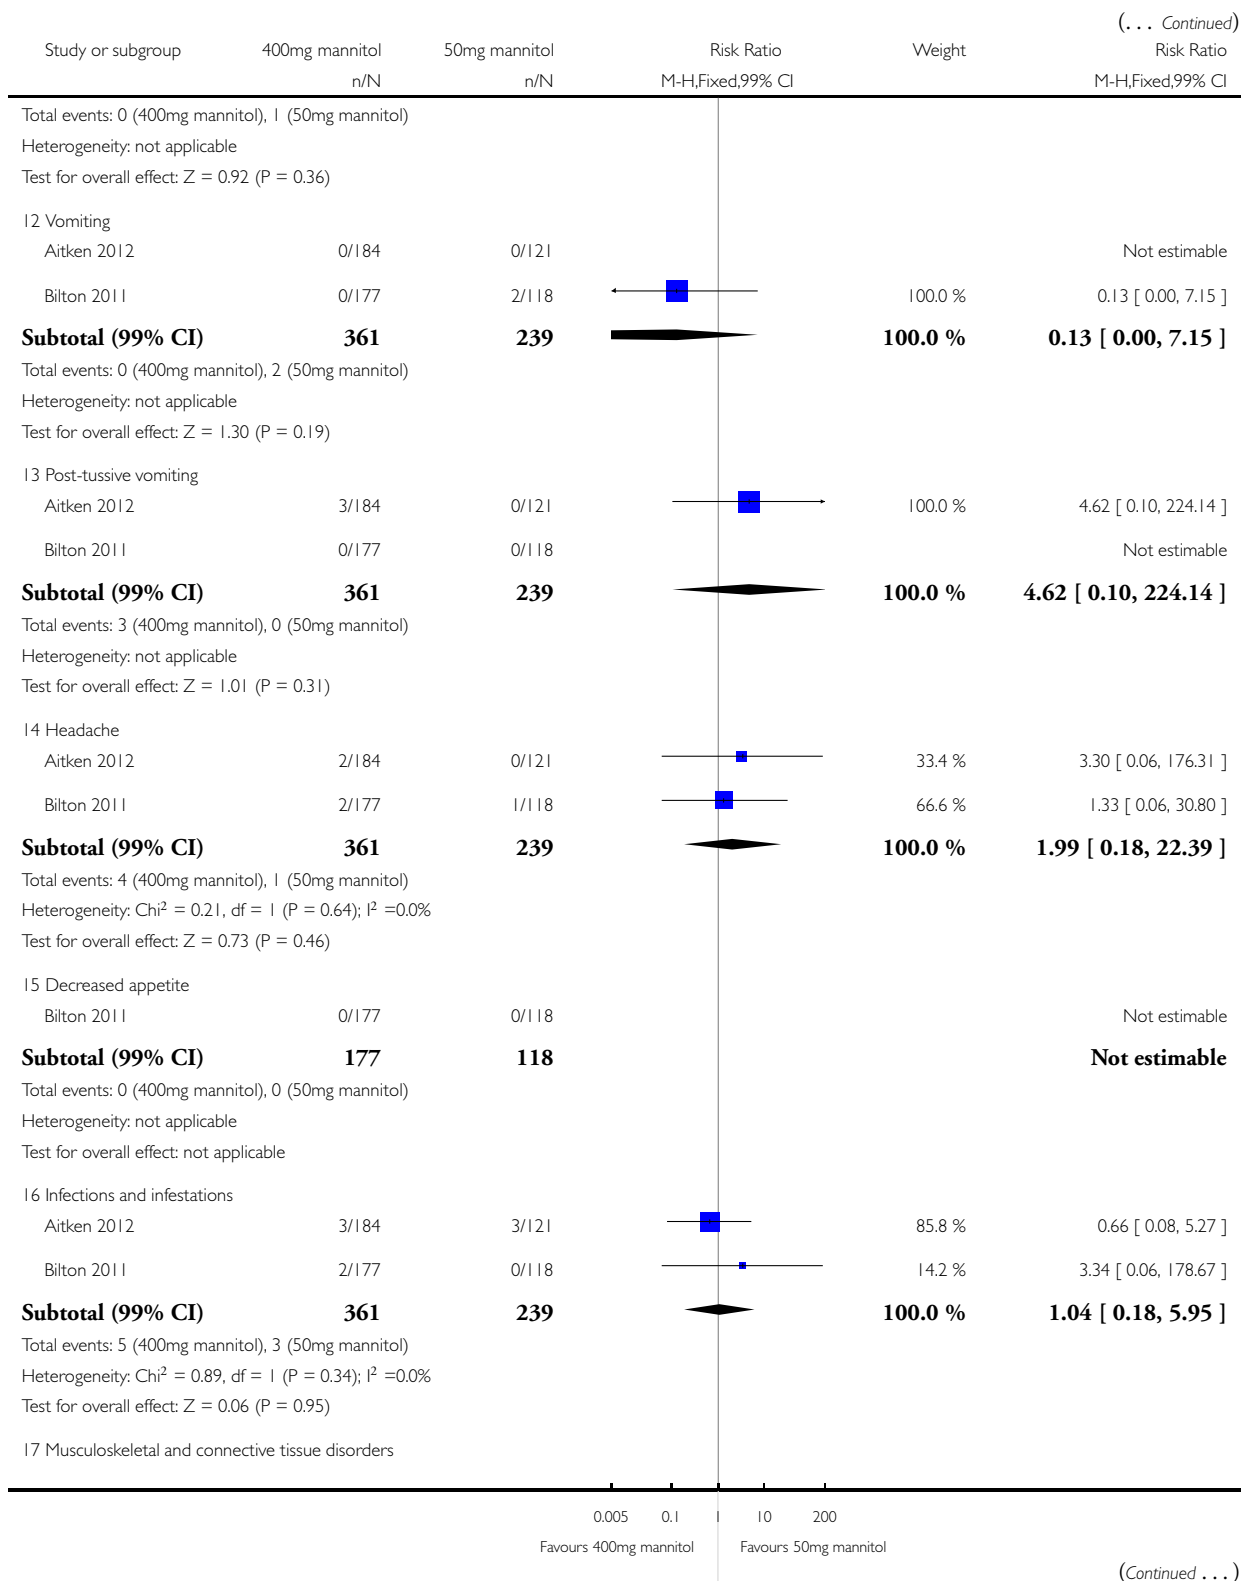 (... Continued)
Study or subgroup 400mg mannitol 50mg mannitol Risk Ratio Weight Risk Ratio
n/N n/N M-H,Fixed,99% CI M-H,Fixed,99% CI
Total events: 0 (400mg mannitol), 1 (50mg mannitol)
Heterogeneity: not applicable
Test for overall effect: Z = 0.92 (P = 0.36)
12 Vomiting
Aitken 2012 0/184 0/121 Not estimable
Bilton 2011 0/177 2/118 100.0 % 0.13 [ 0.00, 7.15 ]
Subtotal (99% CI) 361 239 100.0 % 0.13 [ 0.00, 7.15 ]
Total events: 0 (400mg mannitol), 2 (50mg mannitol)
Heterogeneity: not applicable
Test for overall effect: Z = 1.30 (P = 0.19)
13 Post-tussive vomiting
Aitken 2012 3/184 0/121 100.0 % 4.62 [ 0.10, 224.14 ]
Bilton 2011 0/177 0/118 Not estimable
Subtotal (99% CI) 361 239 100.0 % 4.62 [ 0.10, 224.14 ]
Total events: 3 (400mg mannitol), 0 (50mg mannitol)
Heterogeneity: not applicable
Test for overall effect: Z = 1.01 (P = 0.31)
14 Headache
Aitken 2012 2/184 0/121 33.4 % 3.30 [ 0.06, 176.31 ]
Bilton 2011 2/177 1/118 66.6 % 1.33 [ 0.06, 30.80 ]
Subtotal (99% CI) 361 239 100.0 % 1.99 [ 0.18, 22.39 ]
Total events: 4 (400mg mannitol), 1 (50mg mannitol)
Heterogeneity: Chi² = 0.21, df = 1 (P = 0.64); I² =0.0%
Test for overall effect: Z = 0.73 (P = 0.46)
15 Decreased appetite
Bilton 2011 0/177 0/118 Not estimable
Subtotal (99% CI) 177 118 Not estimable
Total events: 0 (400mg mannitol), 0 (50mg mannitol)
Heterogeneity: not applicable
Test for overall effect: not applicable
16 Infections and infestations
Aitken 2012 3/184 3/121 85.8 % 0.66 [ 0.08, 5.27 ]
Bilton 2011 2/177 0/118 14.2 % 3.34 [ 0.06, 178.67 ]
Subtotal (99% CI) 361 239 100.0 % 1.04 [ 0.18, 5.95 ]
Total events: 5 (400mg mannitol), 3 (50mg mannitol)
Heterogeneity: Chi² = 0.89, df = 1 (P = 0.34); I² =0.0%
Test for overall effect: Z = 0.06 (P = 0.95)
17 Musculoskeletal and connective tissue disorders
0.005 0.1 1 10 200
Favours 400mg mannitol Favours 50mg mannitol
(Continued ...)